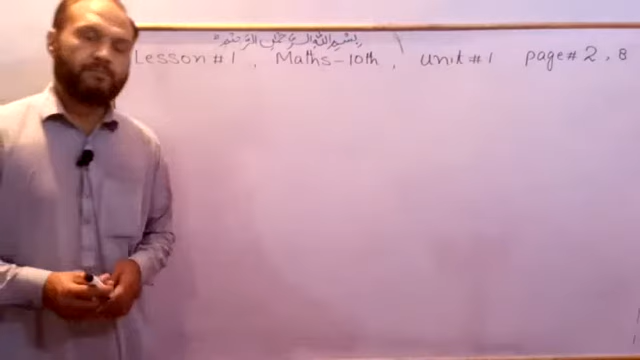 بسم الله الرحمن الرحيم
Lesson #1 , Maths-10th , unit #1 page# 2, 8